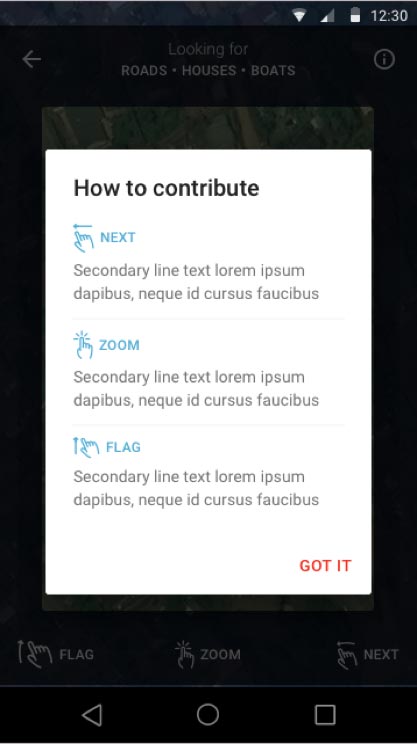 12:30
Looking for
ROADS • HOUSES • BOATS
How to contribute
NEXT
Secondary line text lorem ipsum
dapibus, neque id cursus faucibus
ZOOM
Secondary line text lorem ipsum
dapibus, neque id cursus faucibus
FLAG
Secondary line text lorem ipsum
dapibus, neque id cursus faucibus
GOT IT
FLAG ZOOM NEXT